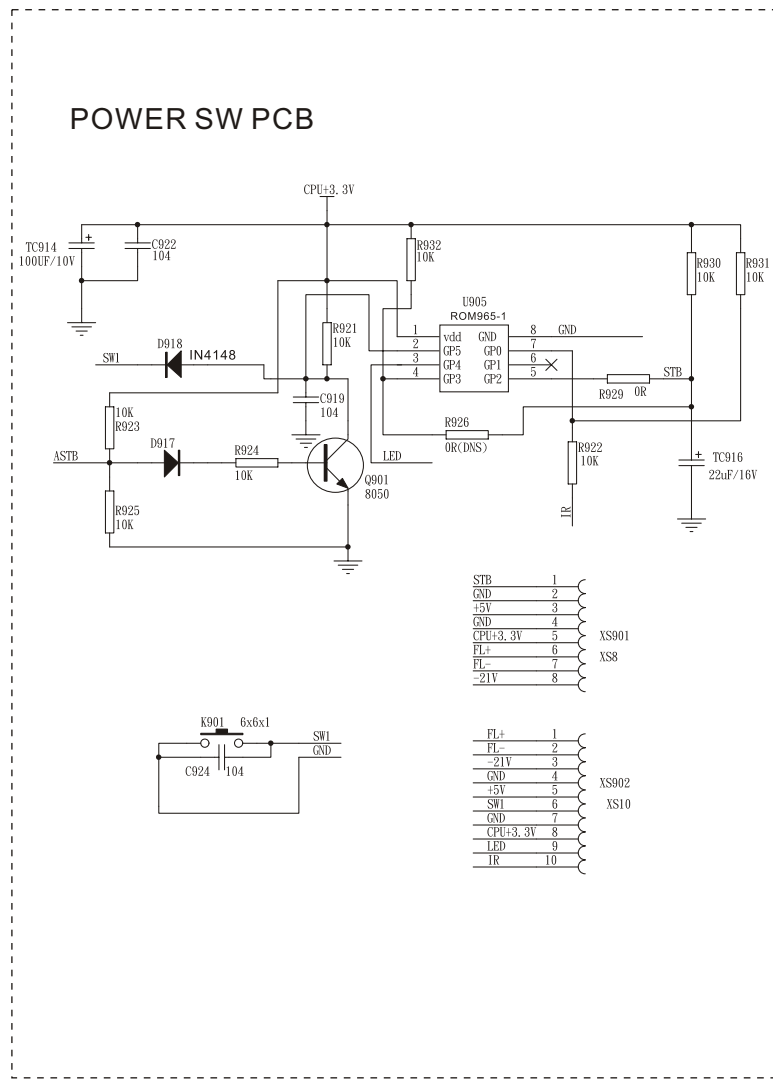 POWER SW PCB
CPU+3.3V
TC914
100UF/10V
+
C922
104
R932
10K
R930
10K
R931
10K
U905
ROM965-1
R921
10K
1 vdd GND 8 GND
2 GP5 GP0 7
3 GP4 GP1 6
4 GP3 GP2 5
D918
SW1
IN4148
STB
R929 0R
C919
104
10K
R923
R926
0R(DNS)
D917
R924
10K
ASTB
LED
R922
10K
+
TC916
22uF/16V
Q901
8050
R925
10K
IR
STB 1
GND 2
+5V 3
GND 4
CPU+3.3V 5
FL+ 6
FL- 7
-21V 8
XS901
XS8
K901 6x6x1
SW1
GND
C924 104
FL+ 1
FL- 2
-21V 3
GND 4
+5V 5
SW1 6
GND 7
CPU+3.3V 8
LED 9
IR 10
XS902
XS10